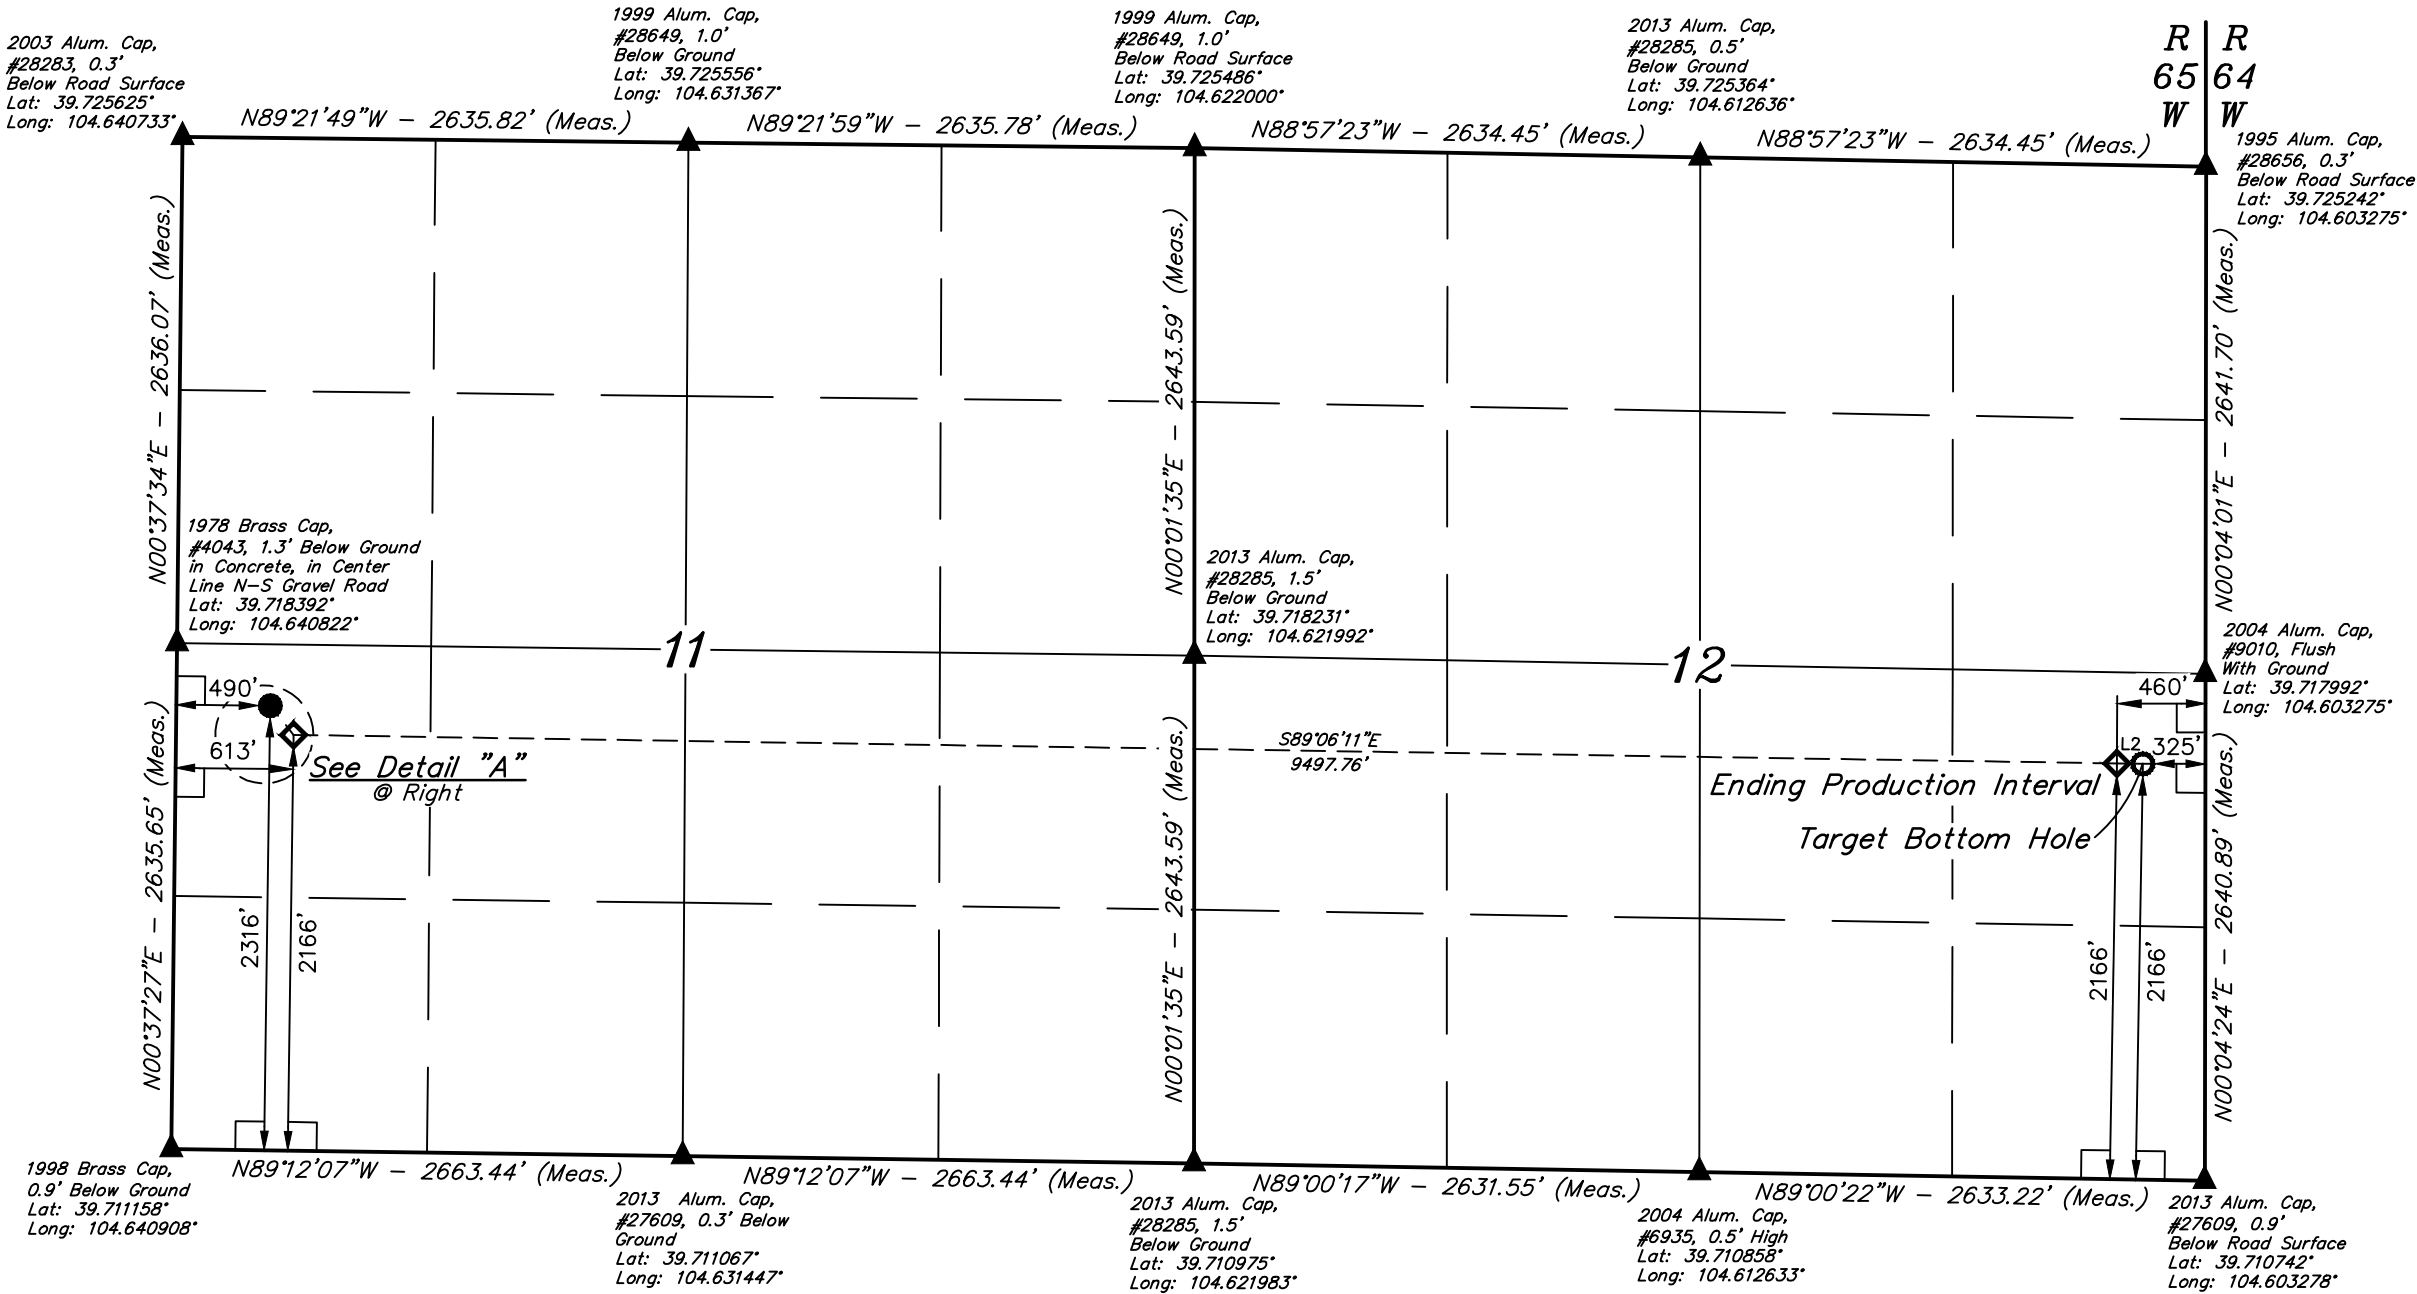 1999 Alum. Cap,
#28649, 1.0'
Below Ground
Lat: 39.725556°
Long: 104.631367°
1999 Alum. Cap,
#28649, 1.0'
Below Road Surface
Lat: 39.725486°
Long: 104.622000°
2013 Alum. Cap,
#28285, 0.5'
Below Ground
Lat: 39.725364°
Long: 104.612636°
R R
65 64
W W
2003 Alum. Cap,
#28283, 0.3'
Below Road Surface
Lat: 39.725625°
Long: 104.640733°
N89°21'49"W - 2635.82' (Meas.)
N89°21'59"W - 2635.78' (Meas.)
N88°57'23"W - 2634.45' (Meas.)
N88°57'23"W - 2634.45' (Meas.)
1995 Alum. Cap,
#28656, 0.3'
Below Road Surface
Lat: 39.725242°
Long: 104.603275°
N00°37'34"E - 2636.07' (Meas.)
N00°01'35"E - 2643.59' (Meas.)
N00°04'01"E - 2641.70' (Meas.)
1978 Brass Cap,
#4043, 1.3' Below Ground
in Concrete, in Center
Line N-S Gravel Road
Lat: 39.718392°
Long: 104.640822°
2013 Alum. Cap,
#28285, 1.5'
Below Ground
Lat: 39.718231°
Long: 104.621992°
2004 Alum. Cap,
#9010, Flush
With Ground
Lat: 39.717992°
Long: 104.603275°
11
12
490'
613'
See Detail "A"
@ Right
S89°06'11"E
9497.76'
460'
L2
325'
Ending Production Interval
Target Bottom Hole
N00°37'27"E - 2635.65' (Meas.)
2316'
2166'
N00°01'35"E - 2643.59' (Meas.)
2166'
2166'
N00°04'24"E - 2640.89' (Meas.)
N89°12'07"W - 2663.44' (Meas.)
N89°12'07"W - 2663.44' (Meas.)
N89°00'17"W - 2631.55' (Meas.)
N89°00'22"W - 2633.22' (Meas.)
1998 Brass Cap,
0.9' Below Ground
Lat: 39.711158°
Long: 104.640908°
2013 Alum. Cap,
#27609, 0.3' Below
Ground
Lat: 39.711067°
Long: 104.631447°
2013 Alum. Cap,
#28285, 1.5'
Below Ground
Lat: 39.710975°
Long: 104.621983°
2004 Alum. Cap,
#6935, 0.5' High
Lat: 39.710858°
Long: 104.612633°
2013 Alum. Cap,
#27609, 0.9'
Below Road Surface
Lat: 39.710742°
Long: 104.603278°